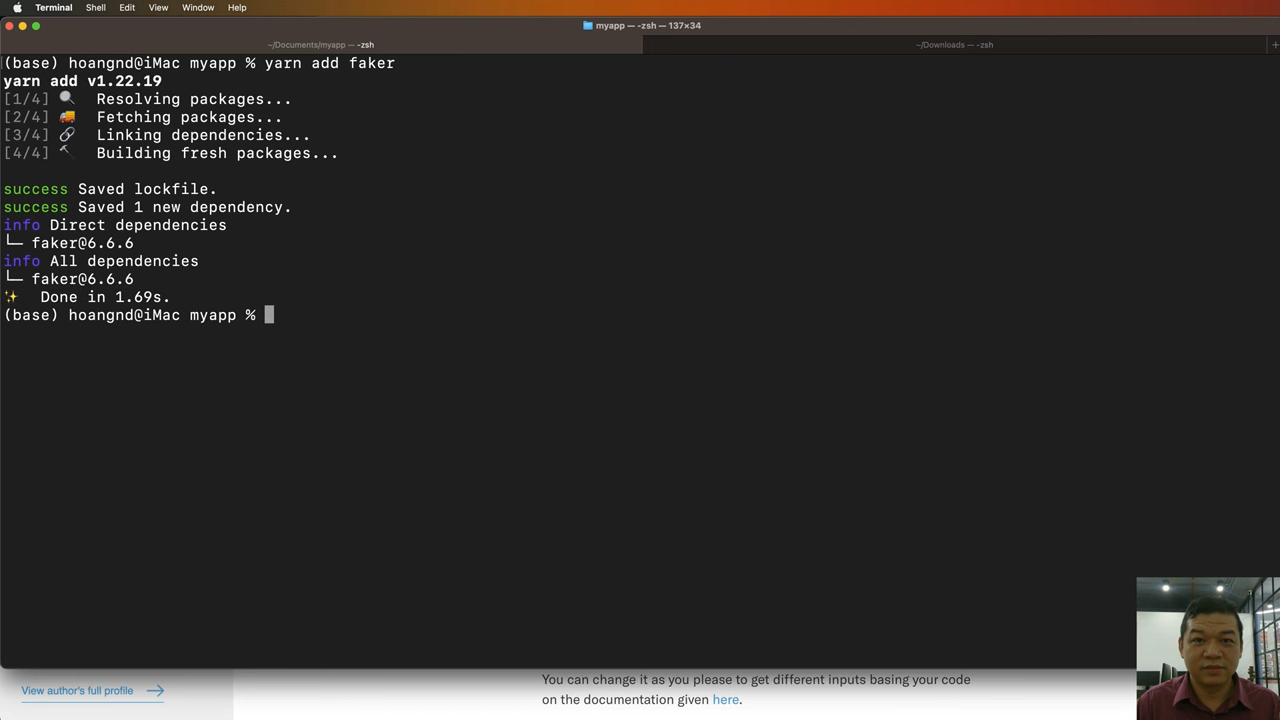 Terminal Shell Edit View Window Help
myapp — -zsh — 137×34
~/Documents/myapp — -zsh
~/Downloads — -zsh
(base) hoangnd@iMac myapp % yarn add faker
yarn add v1.22.19
[1/4] 🔍 Resolving packages...
[2/4] 🚚 Fetching packages...
[3/4] 🔗 Linking dependencies...
[4/4] 🔨 Building fresh packages...
success Saved lockfile.
success Saved 1 new dependency.
info Direct dependencies
└─ faker@6.6.6
info All dependencies
└─ faker@6.6.6
✨ Done in 1.69s.
(base) hoangnd@iMac myapp %
View author's full profile
You can change it as you please to get different inputs basing your code
on the documentation given here.